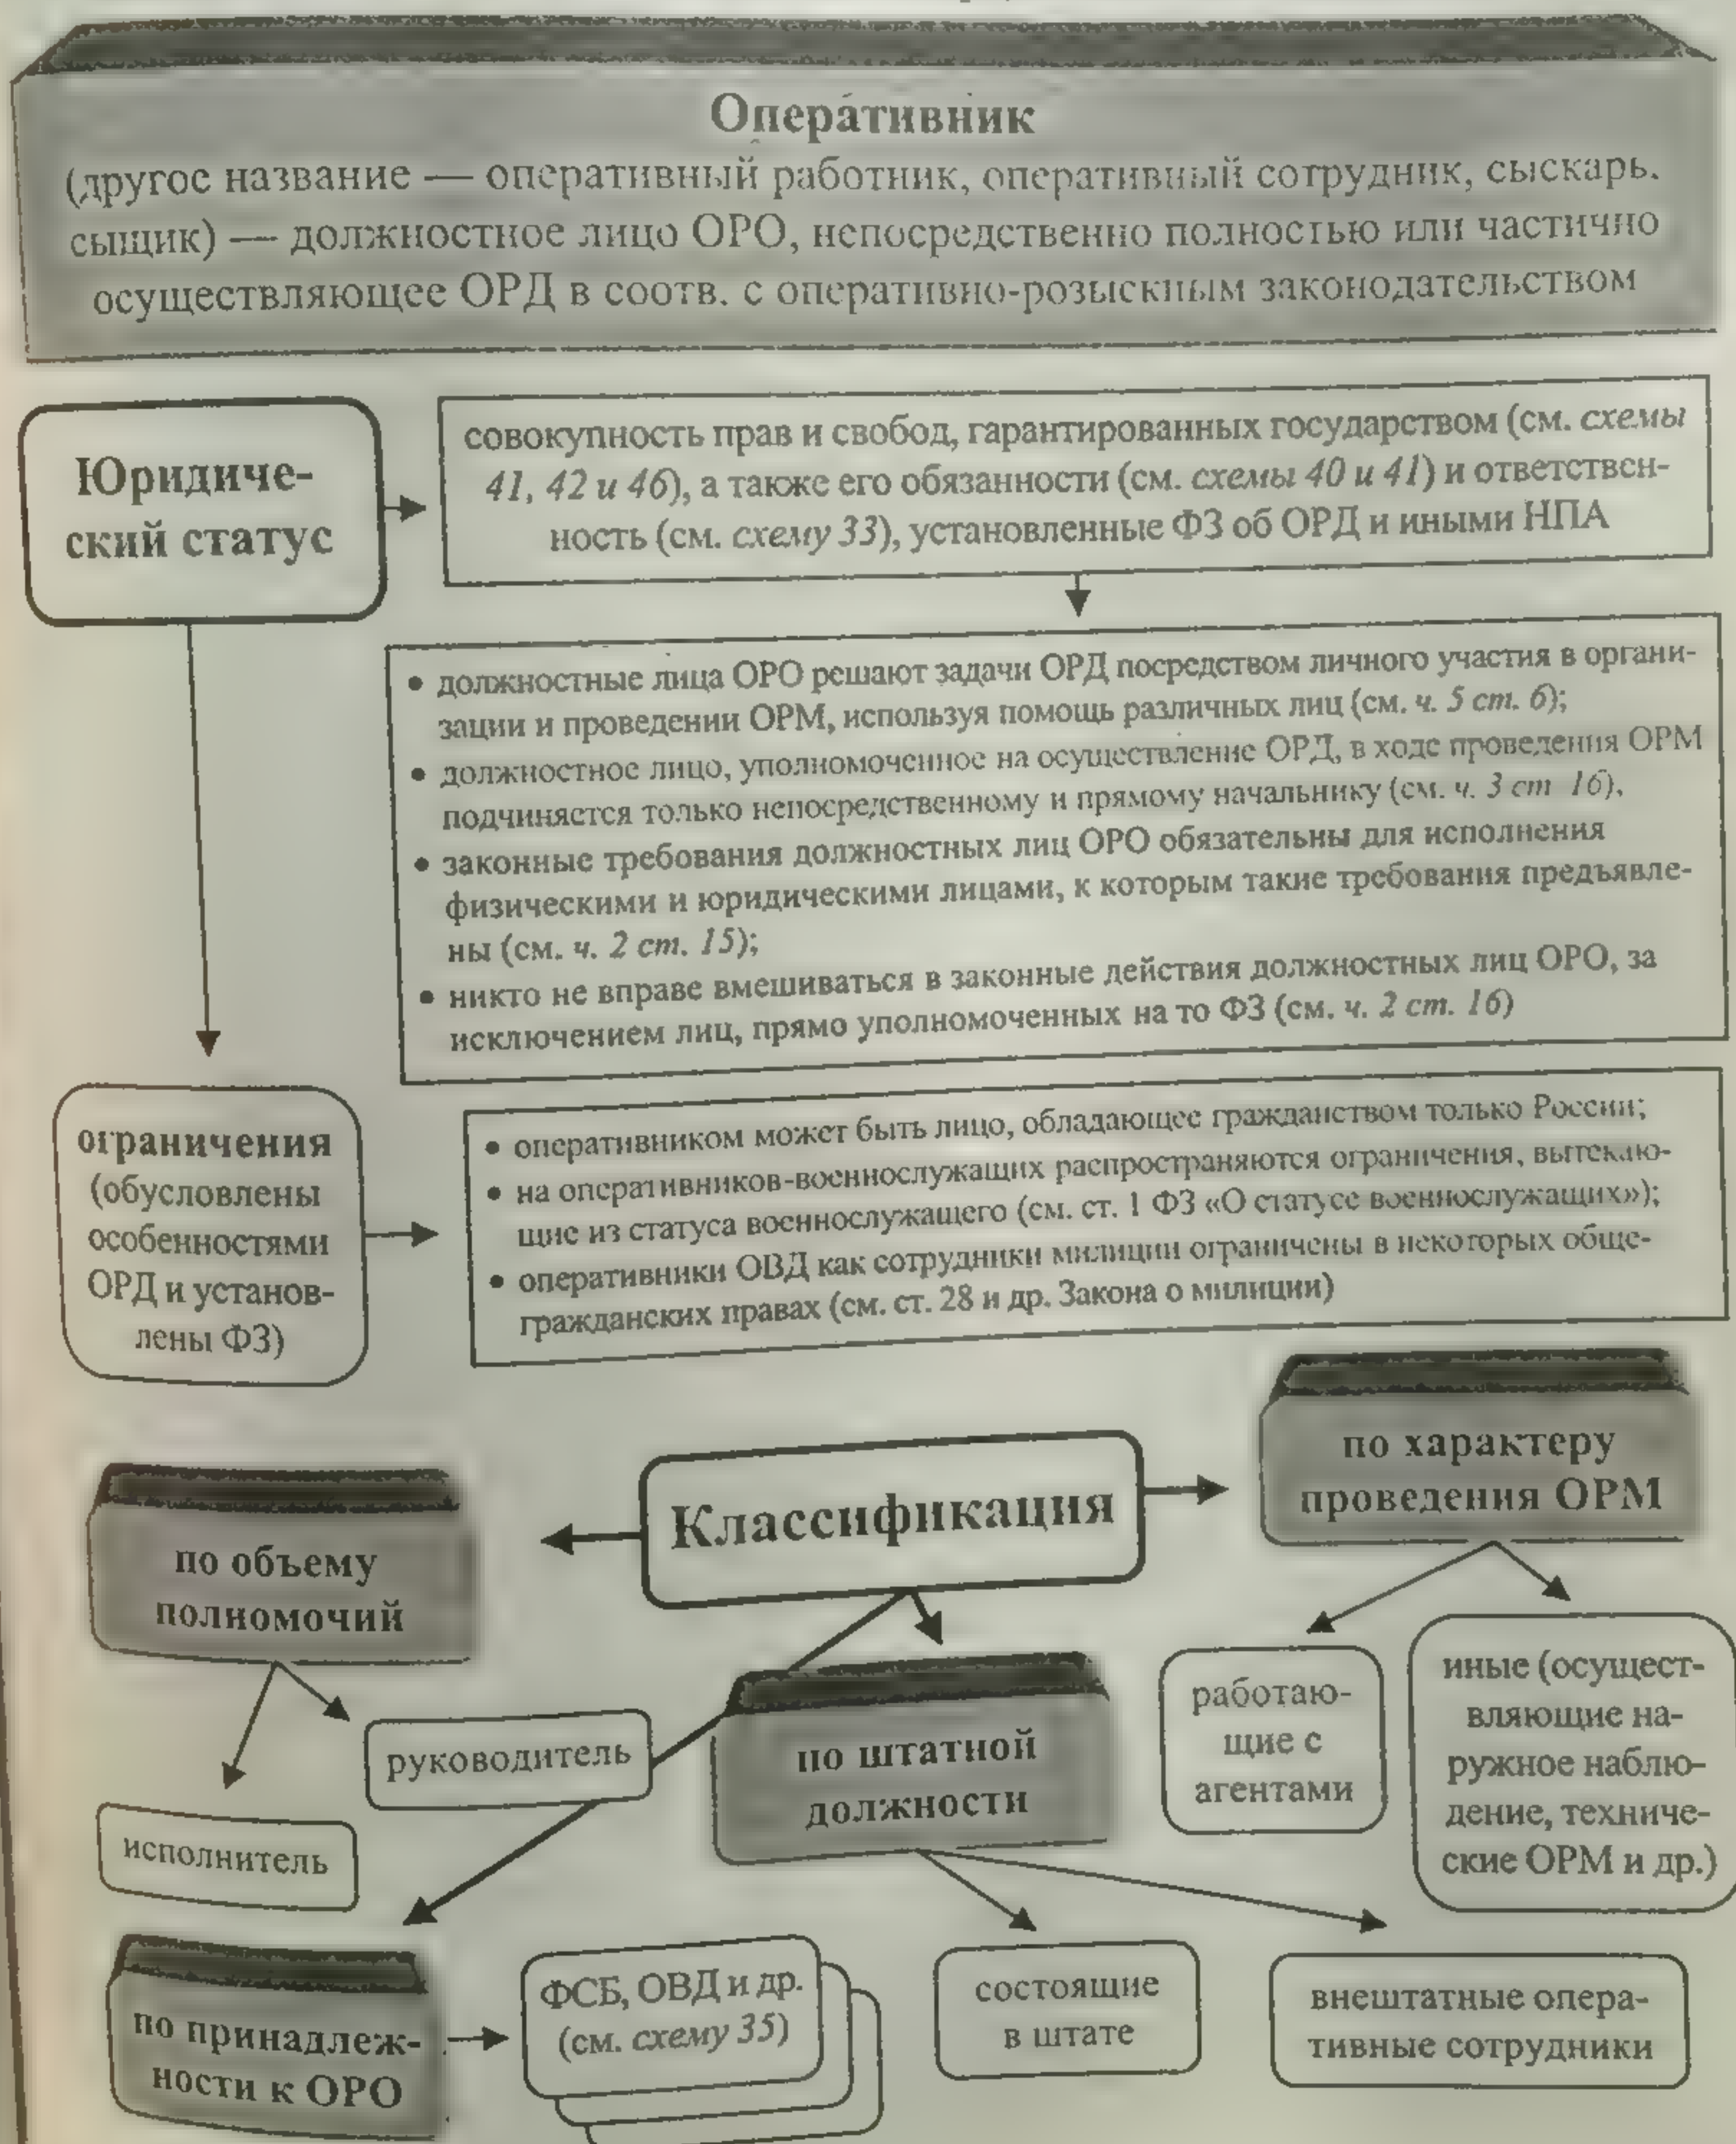 Оперáтивник
(другое название — оперативный работник, оперативный сотрудник, сыскарь.
сыщик) — должностное лицо ОРО, непосредственно полностью или частично
осуществляющее ОРД в соотв. с оперативно-розыскным законодательством
Юридиче-
ский статус
совокупность прав и свобод, гарантированных государством (см. схемы
41, 42 и 46), а также его обязанности (см. схемы 40 и 41) и ответствен-
ность (см. схему 33), установленные ФЗ об ОРД и иными НПА
• должностные лица ОРО решают задачи ОРД посредством личного участия в органи-
зации и проведении ОРМ, используя помощь различных лиц (см. ч. 5 ст. 6);
• должностное лицо, уполномоченное на осуществление ОРД, в ходе проведения ОРМ
подчиняется только непосредственному и прямому начальнику (см. ч. 3 ст 16),
• законные требования должностных лиц ОРО обязательны для исполнения
физическими и юридическими лицами, к которым такие требования предъявле-
ны (см. ч. 2 ст. 15);
• никто не вправе вмешиваться в законные действия должностных лиц ОРО, за
исключением лиц, прямо уполномоченных на то ФЗ (см. ч. 2 ст. 16)
ограничения
(обусловлены
особенностями
ОРД и установ-
лены ФЗ)
• оперативником может быть лицо, обладающее гражданством только России;
• на оперативников-военнослужащих распространяются ограничения, вытекаю-
щие из статуса военнослужащего (см. ст. 1 ФЗ «О статусе военнослужащих»);
• оперативники ОВД как сотрудники милиции ограничены в некоторых обще-
гражданских правах (см. ст. 28 и др. Закона о милиции)
Классификация
по характеру
проведения ОРМ
по объему
полномочий
работаю-
щие с
агентами
иные (осущест-
вляющие на-
ружное наблю-
дение, техниче-
ские ОРМ и др.)
руководитель
исполнитель
по штатной
должности
по принадлеж-
ности к ОРО
ФСБ, ОВД и др.
(см. схему 35)
состоящие
в штате
внештатные опера-
тивные сотрудники